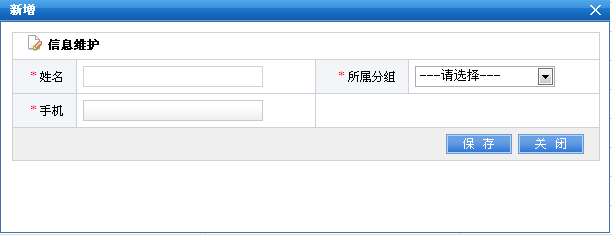 新增
信息维护
*姓名 *所属分组 ---请选择---
*手机
保 存 关 闭